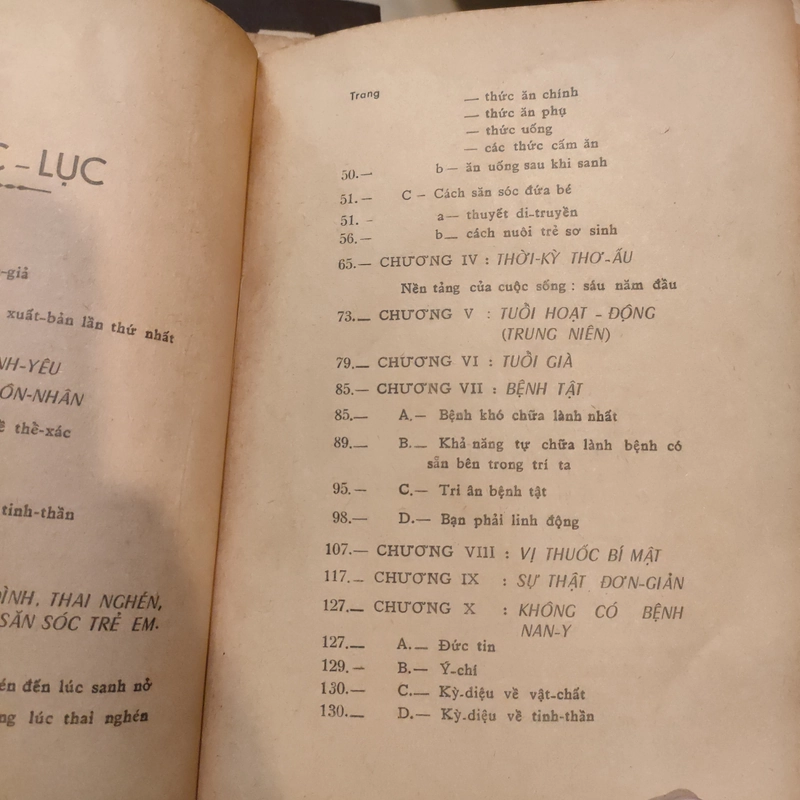 C – LỤC
-giả
xuất-bản lần thứ nhất
NH-YÊU
ÔN-NHÂN
thề-xác
tinh-thần
ÌNH, THAI NGHÉN,
SĂN SÓC TRẺ EM.
én đến lúc sanh nở
ng lúc thai nghén
Trang
— thức ăn chính
— thức ăn phụ
— thức uống
— các thức cấm ăn
50.— b— ăn uống sau khi sanh
51.— C – Cách săn sóc đứa bé
51. – a— thuyết di-truyền
56.— b— cách nuôi trẻ sơ sinh
65.— CHƯƠNG IV : THỜI-KỲ THƠ-ẤU
Nền tảng của cuộc sống : sáu năm đầu
73.— CHƯƠNG V : TUỔI HOẠT – ĐỘNG
(TRUNG NIÊN)
79.— CHƯƠNG VI : TUỔI GIÀ
85.— CHƯƠNG VII : BỆNH TẬT
85.— A.— Bệnh khó chữa lành nhất
89.— B.— Khả năng tự chữa lành bệnh có
sẵn bên trong trí ta
95.— C.— Tri ân bệnh tật
98.— D.— Bạn phải linh động
107.— CHƯƠNG VIII : VỊ THUỐC BÍ MẬT
117.— CHƯƠNG IX : SỰ THẬT ĐƠN-GIẢN
127.— CHƯƠNG X : KHÔNG CÓ BỆNH
NAN-Y
127.— A.— Đức tin
129.— B.— Ý-chí
130.— C.— Kỳ-diệu về vật-chất
130.— D.— Kỳ-diệu về tinh-thần